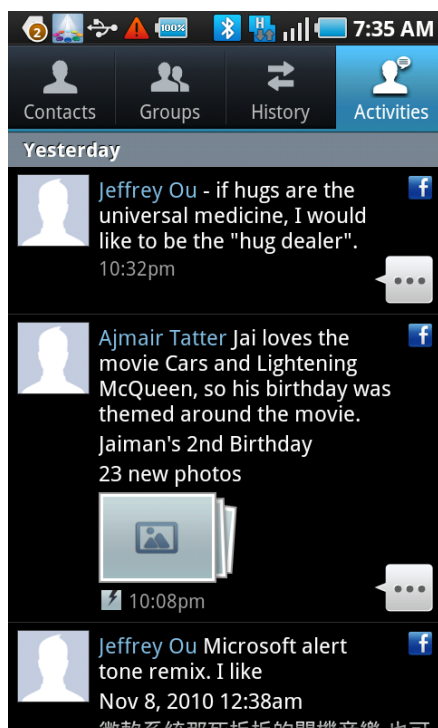 2 100% H 7:35 AM
Contacts Groups History Activities
Yesterday
Jeffrey Ou - if hugs are the
universal medicine, I would
like to be the "hug dealer".
10:32pm
Ajmair Tatter Jai loves the
movie Cars and Lightening
McQueen, so his birthday was
themed around the movie.
Jaiman's 2nd Birthday
23 new photos
10:08pm
Jeffrey Ou Microsoft alert
tone remix. I like
Nov 8, 2010 12:38am